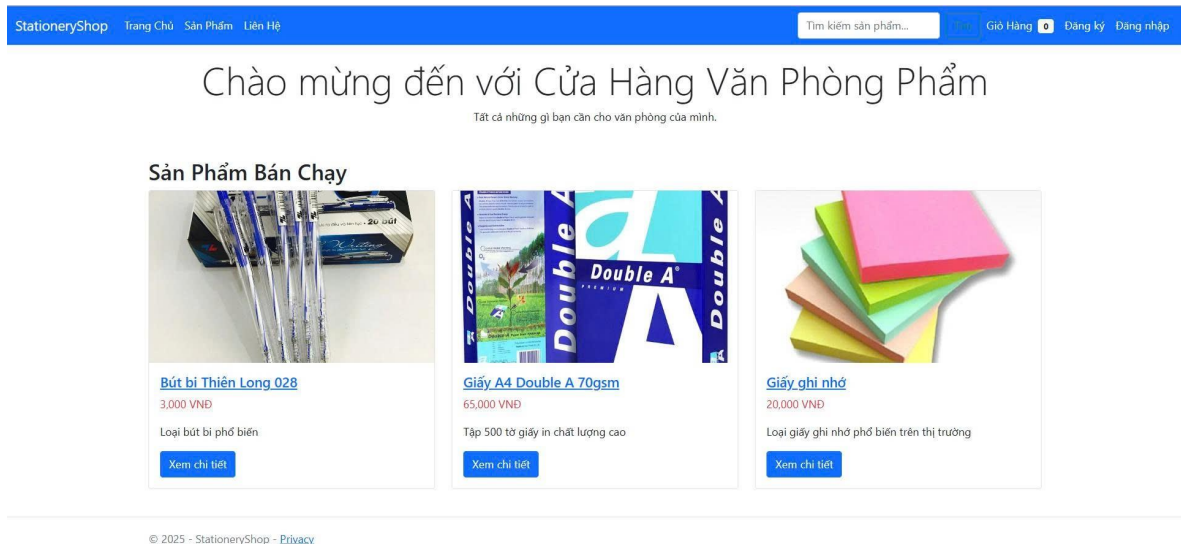 StationeryShop Trang Chủ Sản Phẩm Liên Hệ Tìm kiếm sản phẩm... Giỏ Hàng 0 Đăng ký Đăng nhập
Chào mừng đến với Cửa Hàng Văn Phòng Phẩm
Tất cả những gì bạn cần cho văn phòng của mình.
Sản Phẩm Bán Chạy
20 bút
Writing
Double A
Double A
Double A
PREMIUM
Double A
Bút bi Thiên Long 028
3,000 VNĐ
Loại bút bi phổ biến
Xem chi tiết
Giấy A4 Double A 70gsm
65,000 VNĐ
Tập 500 tờ giấy in chất lượng cao
Xem chi tiết
Giấy ghi nhớ
20,000 VNĐ
Loại giấy ghi nhớ phổ biến trên thị trường
Xem chi tiết
© 2025 - StationeryShop - Privacy